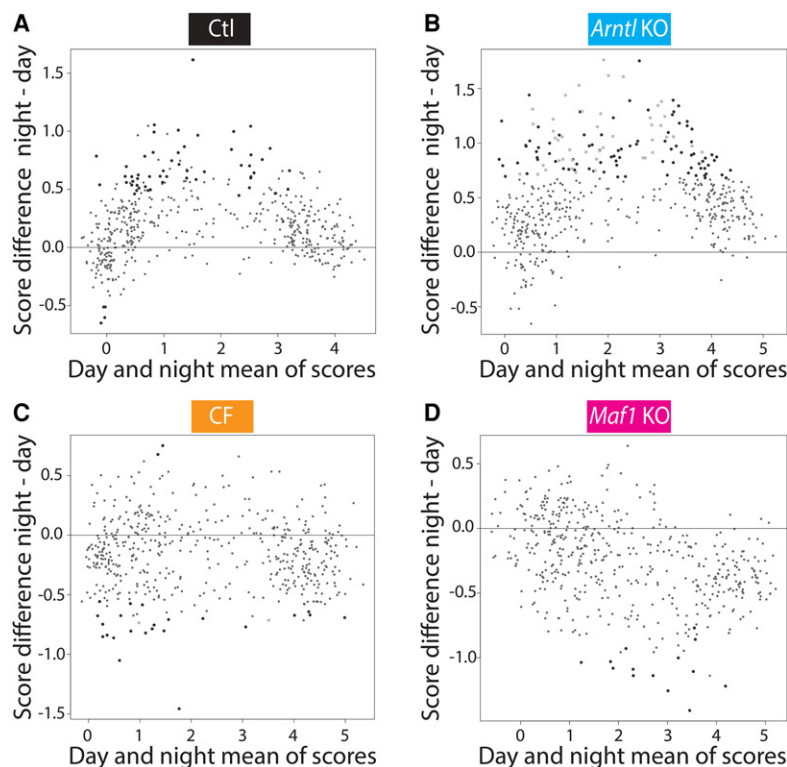 A
Ctl
Score difference night - day
1.5
1.0
0.5
0.0
-0.5
0 1 2 3 4
Day and night mean of scores
B
Arntl KO
Score difference night - day
1.5
1.0
0.5
0.0
-0.5
0 1 2 3 4 5
Day and night mean of scores
C
CF
Score difference night - day
0.5
0.0
-0.5
-1.0
-1.5
0 1 2 3 4 5
Day and night mean of scores
D
Maf1 KO
Score difference night - day
0.5
0.0
-0.5
-1.0
0 1 2 3 4 5
Day and night mean of scores